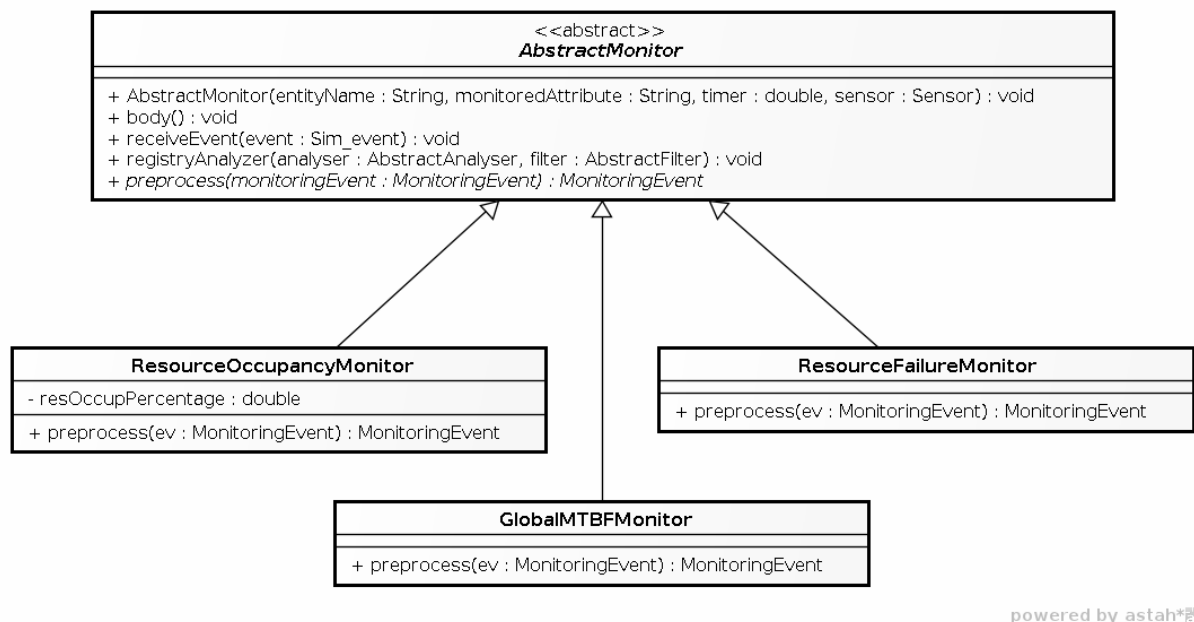 <<abstract>>
AbstractMonitor
+ AbstractMonitor(entityName : String, monitoredAttribute : String, timer : double, sensor : Sensor) : void
+ body() : void
+ receiveEvent(event : Sim_event) : void
+ registryAnalyzer(analyser : AbstractAnalyser, filter : AbstractFilter) : void
+ preprocess(monitoringEvent : MonitoringEvent) : MonitoringEvent
ResourceOccupancyMonitor
- resOccupPercentage : double
+ preprocess(ev : MonitoringEvent) : MonitoringEvent
ResourceFailureMonitor
+ preprocess(ev : MonitoringEvent) : MonitoringEvent
GlobalMTBFMonitor
+ preprocess(ev : MonitoringEvent) : MonitoringEvent
powered by astah*